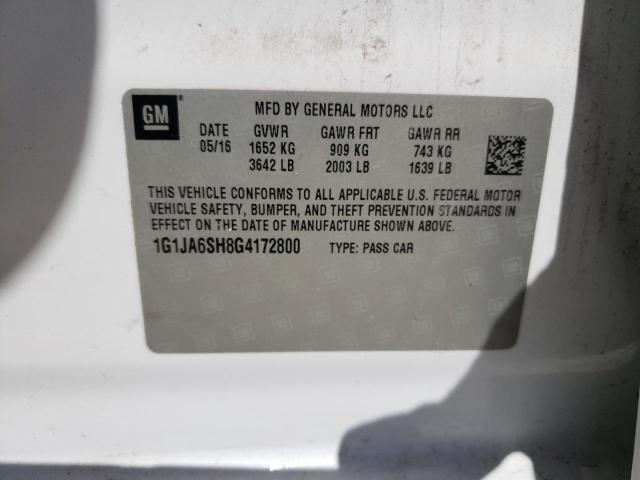 GM
MFD BY GENERAL MOTORS LLC
DATE GVWR GAWR FRT GAWR RR
05/16 1652 KG 909 KG 743 KG
3642 LB 2003 LB 1639 LB
THIS VEHICLE CONFORMS TO ALL APPLICABLE U.S. FEDERAL MOTOR
VEHICLE SAFETY, BUMPER, AND THEFT PREVENTION STANDARDS IN
EFFECT ON THE DATE OF MANUFACTURE SHOWN ABOVE.
1G1JA6SH8G4172800 TYPE: PASS CAR